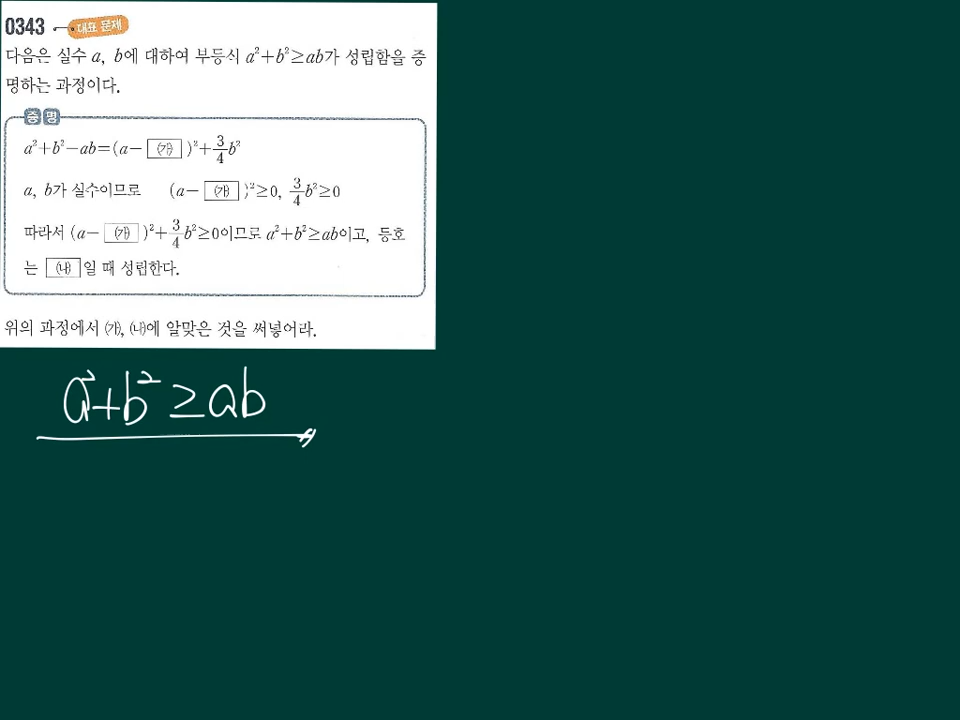 0343 대표 문제
다음은 실수 a, b에 대하여 부등식 a²+b²≥ab가 성립함을 증
명하는 과정이다.
증명
a²+b²-ab=(a- (가) )²+3/4b²
a, b가 실수이므로 (a- (가) )²≥0, 3/4b²≥0
따라서 (a- (가) )²+3/4b²≥0이므로 a²+b²≥ab이고, 등호
는 (나) 일 때 성립한다.
위의 과정에서 (가), (나)에 알맞은 것을 써넣어라.
a²+b²≥ab